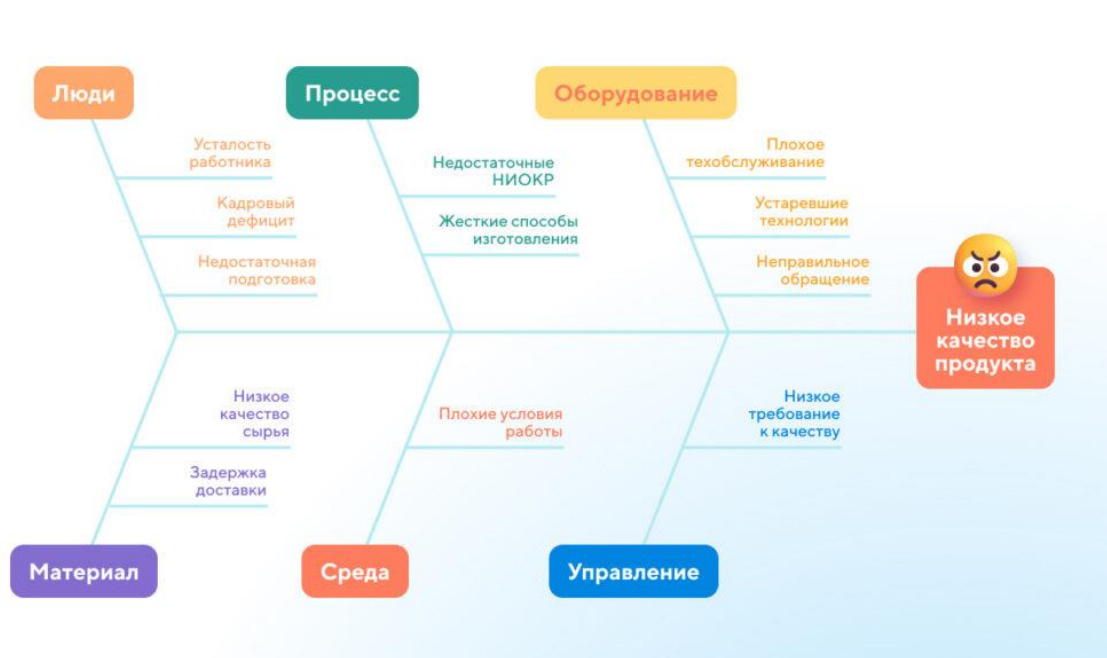 Люди
Процесс
Оборудование
Усталость
работника
Кадровый
дефицит
Недостаточная
подготовка
Недостаточные
НИОКР
Жесткие способы
изготовления
Плохое
техобслуживание
Устаревшие
технологии
Неправильное
обращение
Низкое
качество
продукта
Низкое
качество
сырья
Задержка
доставки
Плохие условия
работы
Низкое
требование
к качеству
Материал
Среда
Управление